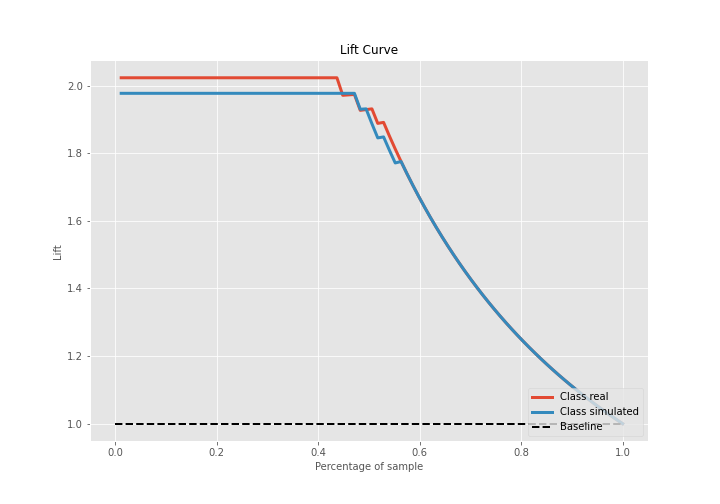 Lift Curve
Lift
2.0
1.8
1.6
1.4
1.2
1.0
0.0 0.2 0.4 0.6 0.8 1.0
Percentage of sample
Class real
Class simulated
Baseline